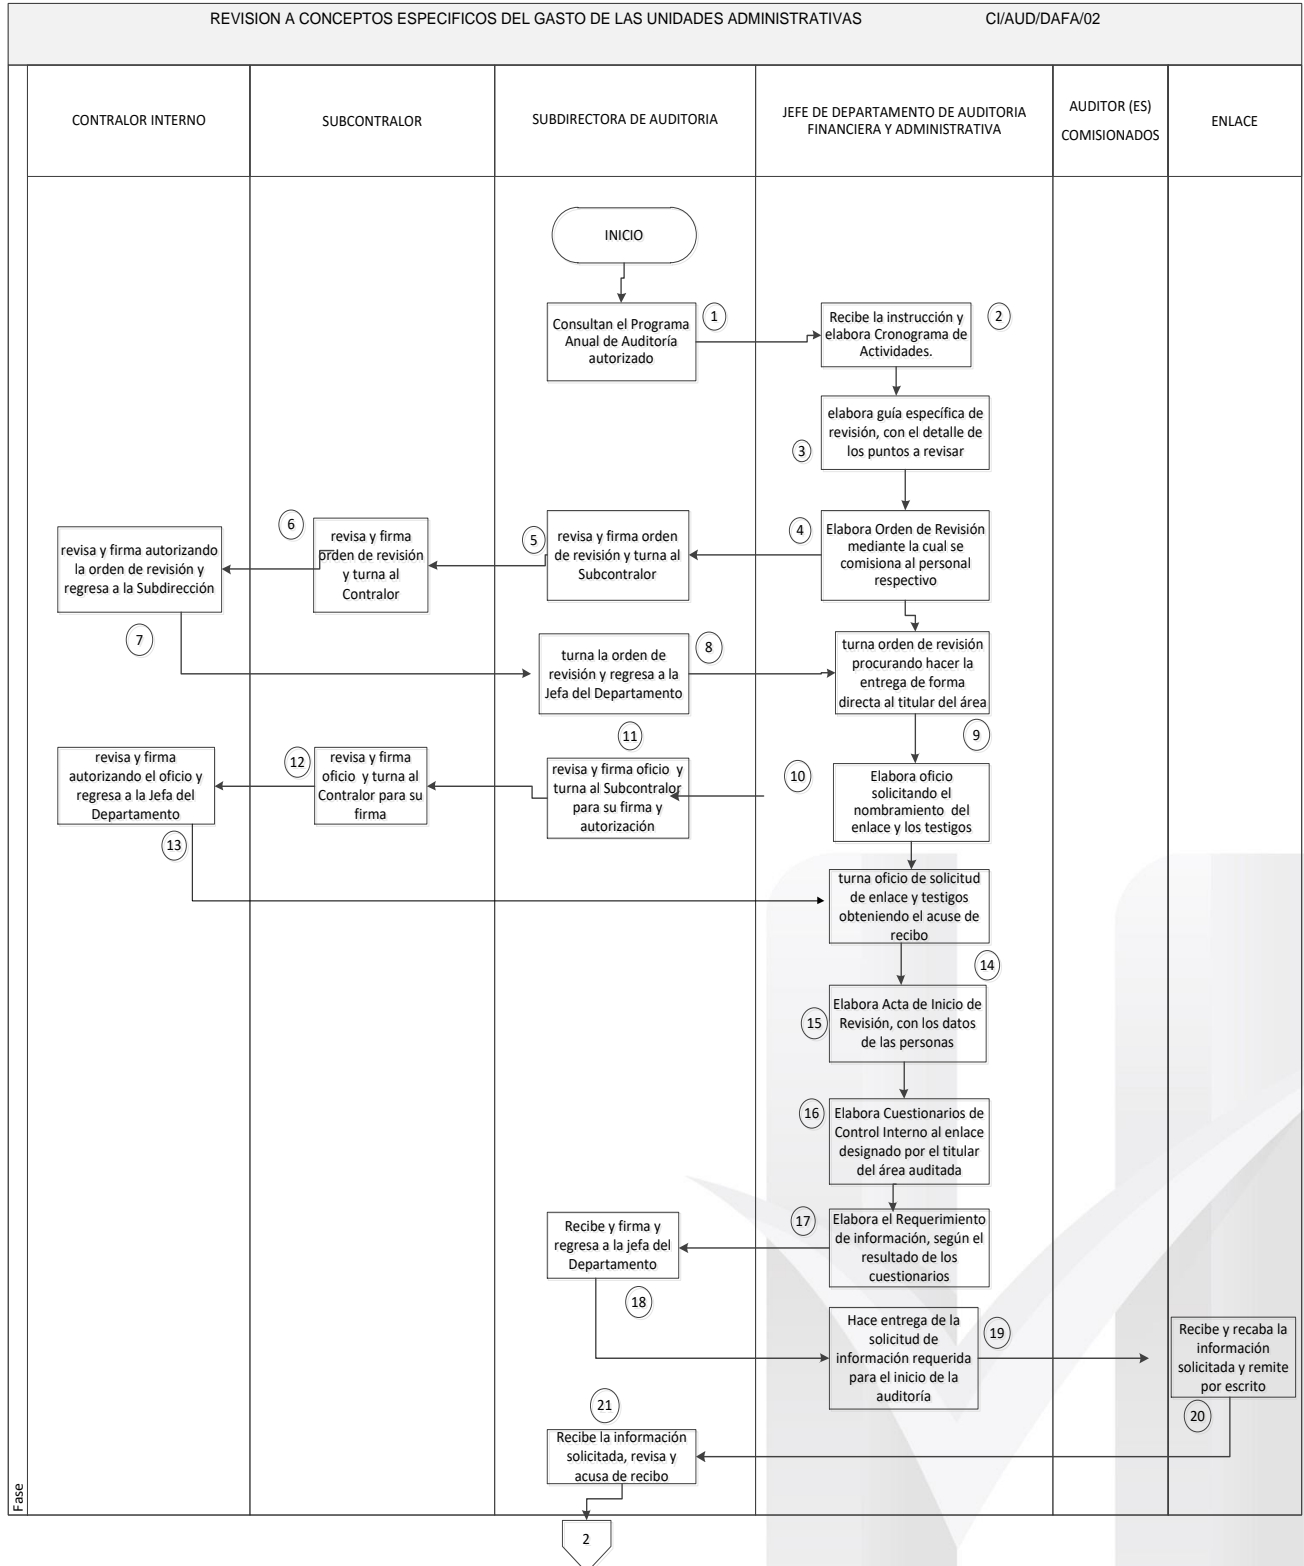 REVISION A CONCEPTOS ESPECIFICOS DEL GASTO DE LAS UNIDADES ADMINISTRATIVAS CI/AUD/DAFA/02
CONTRALOR INTERNO
SUBCONTRALOR
SUBDIRECTORA DE AUDITORIA
JEFE DE DEPARTAMENTO DE AUDITORIA
FINANCIERA Y ADMINISTRATIVA
AUDITOR (ES)
COMISIONADOS
ENLACE
INICIO
Consultan el Programa
Anual de Auditoría
autorizado
1
Recibe la instrucción y
elabora Cronograma de
Actividades.
2
elabora guía específica de
revisión, con el detalle de
los puntos a revisar
3
Elabora Orden de Revisión
mediante la cual se
comisiona al personal
respectivo
4
revisa y firma orden
de revisión y turna al
Subcontralor
5
revisa y firma
orden de revisión
y turna al
Contralor
6
revisa y firma autorizando
la orden de revisión y
regresa a la Subdirección
7
turna la orden de
revisión y regresa a la
Jefa del Departamento
8
turna orden de revisión
procurando hacer la
entrega de forma
directa al titular del área
9
Elabora oficio
solicitando el
nombramiento del
enlace y los testigos
10
revisa y firma oficio y
turna al Subcontralor
para su firma y
autorización
11
revisa y firma
oficio y turna al
Contralor para su
firma
12
revisa y firma
autorizando el oficio y
regresa a la Jefa del
Departamento
13
turna oficio de solicitud
de enlace y testigos
obteniendo el acuse de
recibo
14
Elabora Acta de Inicio de
Revisión, con los datos
de las personas
15
Elabora Cuestionarios de
Control Interno al enlace
designado por el titular
del área auditada
16
Elabora el Requerimiento
de información, según el
resultado de los
cuestionarios
17
Recibe y firma y
regresa a la jefa del
Departamento
18
Hace entrega de la
solicitud de
información requerida
para el inicio de la
auditoría
19
Recibe y recaba la
información
solicitada y remite
por escrito
20
Recibe la información
solicitada, revisa y
acusa de recibo
21
2
Fase